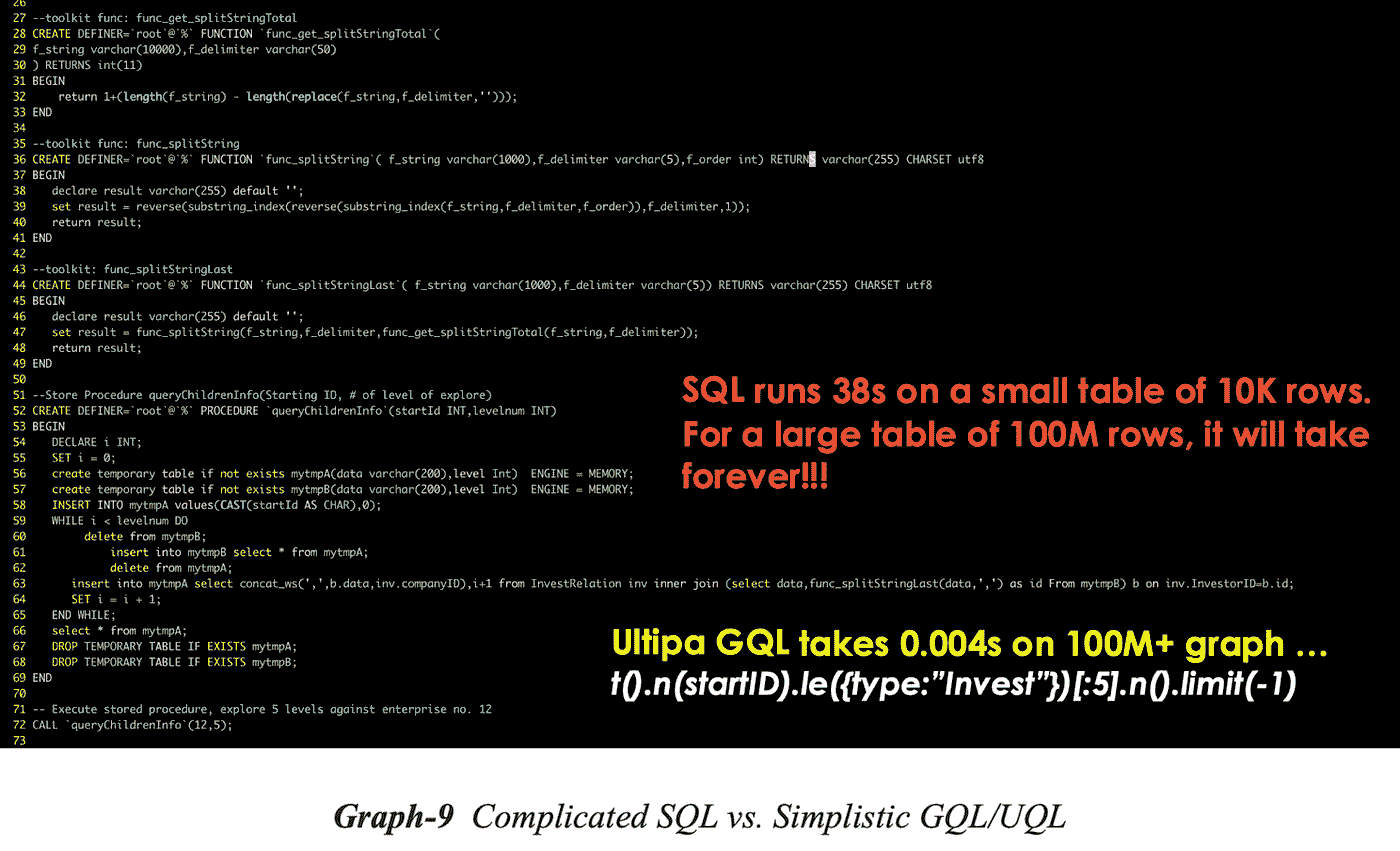 26
27 --toolkit func: func_get_splitStringTotal
28 CREATE DEFINER=`root`@`%` FUNCTION `func_get_splitStringTotal`(
29 f_string varchar(10000),f_delimiter varchar(50)
30 ) RETURNS int(11)
31 BEGIN
32     return 1+(length(f_string) - length(replace(f_string,f_delimiter,'')));
33 END
34
35 --toolkit func: func_splitString
36 CREATE DEFINER=`root`@`%` FUNCTION `func_splitString`( f_string varchar(1000),f_delimiter varchar(5),f_order int) RETURNS varchar(255) CHARSET utf8
37 BEGIN
38    declare result varchar(255) default '';
39    set result = reverse(substring_index(reverse(substring_index(f_string,f_delimiter,f_order)),f_delimiter,1));
40    return result;
41 END
42
43 --toolkit: func_splitStringLast
44 CREATE DEFINER=`root`@`%` FUNCTION `func_splitStringLast`( f_string varchar(1000),f_delimiter varchar(5)) RETURNS varchar(255) CHARSET utf8
45 BEGIN
46    declare result varchar(255) default '';
47    set result = func_splitString(f_string,f_delimiter,func_get_splitStringTotal(f_string,f_delimiter));
48    return result;
49 END
50
51 --Store Procedure queryChildrenInfo(Starting ID, # of level of explore)
52 CREATE DEFINER=`root`@`%` PROCEDURE `queryChildrenInfo`(startId INT,levelnum INT)
53 BEGIN
54    DECLARE i INT;
55    SET i = 0;
56    create temporary table if not exists mytmpA(data varchar(200),level Int)  ENGINE = MEMORY;
57    create temporary table if not exists mytmpB(data varchar(200),level Int)  ENGINE = MEMORY;
58    INSERT INTO mytmpA values(CAST(startId AS CHAR),0);
59    WHILE i < levelnum DO
60         delete from mytmpB;
61             insert into mytmpB select * from mytmpA;
62             delete from mytmpA;
63       insert into mytmpA select concat_ws(',',b.data,inv.companyID),i+1 from InvestRelation inv inner join (select data,func_splitStringLast(data,',') as id From mytmpB) b on inv.InvestorID=b.id;
64       SET i = i + 1;
65    END WHILE;
66    select * from mytmpA;
67    DROP TEMPORARY TABLE IF EXISTS mytmpA;
68    DROP TEMPORARY TABLE IF EXISTS mytmpB;
69 END
70
71 -- Execute stored procedure, explore 5 levels against enterprise no. 12
72 CALL `queryChildrenInfo`(12,5);
73
SQL runs 38s on a small table of 10K rows.
For a large table of 100M rows, it will take
forever!!!
Ultipa GQL takes 0.004s on 100M+ graph ...
t().n(startID).le({type:"Invest"})[:5].n().limit(-1)
Graph-9 Complicated SQL vs. Simplistic GQL/UQL